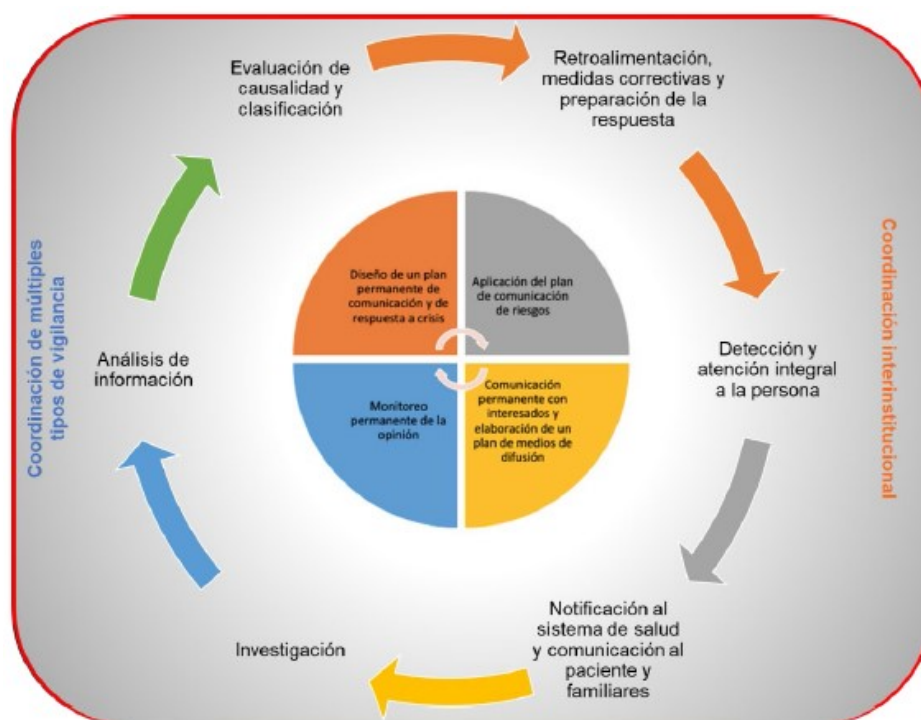 Evaluación de
causalidad y
clasificación
Retroalimentación,
medidas correctivas y
preparación de la
respuesta
Detección y
atención integral
a la persona
Notificación al
sistema de salud
y comunicación al
paciente y
familiares
Investigación
Análisis de
información
Diseño de un plan
permanente de
comunicación y de
respuesta a crisis
Aplicación del plan
de comunicación
de riesgos
Comunicación
permanente con
interesados y
elaboración de un
plan de medios de
difusión
Monitoreo
permanente de la
opinión
Coordinación de múltiples
tipos de vigilancia
Coordinación interinstitucional